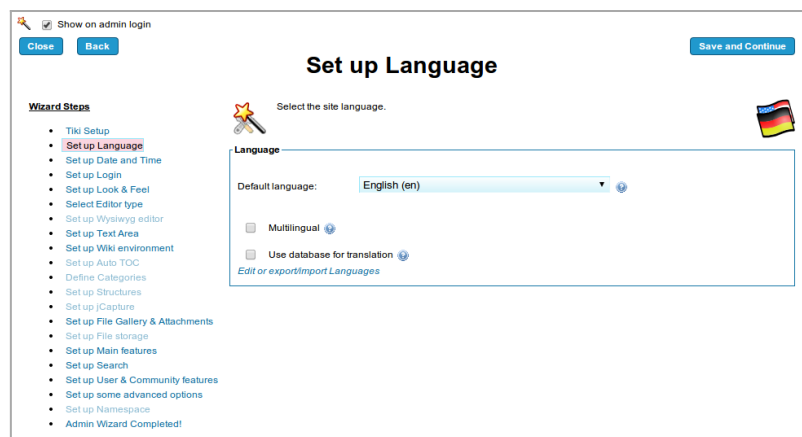 Show on admin login
Close
Back
Save and Continue
Set up Language
Wizard Steps
Tiki Setup
Set up Language
Set up Date and Time
Set up Login
Set up Look & Feel
Select Editor type
Set up Wysiwyg editor
Set up Text Area
Set up Wiki environment
Set up Auto TOC
Define Categories
Set up Structures
Set up jCapture
Set up File Gallery & Attachments
Set up File storage
Set up Main features
Set up Search
Set up User & Community features
Set up some advanced options
Set up Namespace
Admin Wizard Completed!
Select the site language.
Language
Default language:
English (en)
Multilingual
Use database for translation
Edit or export/import Languages